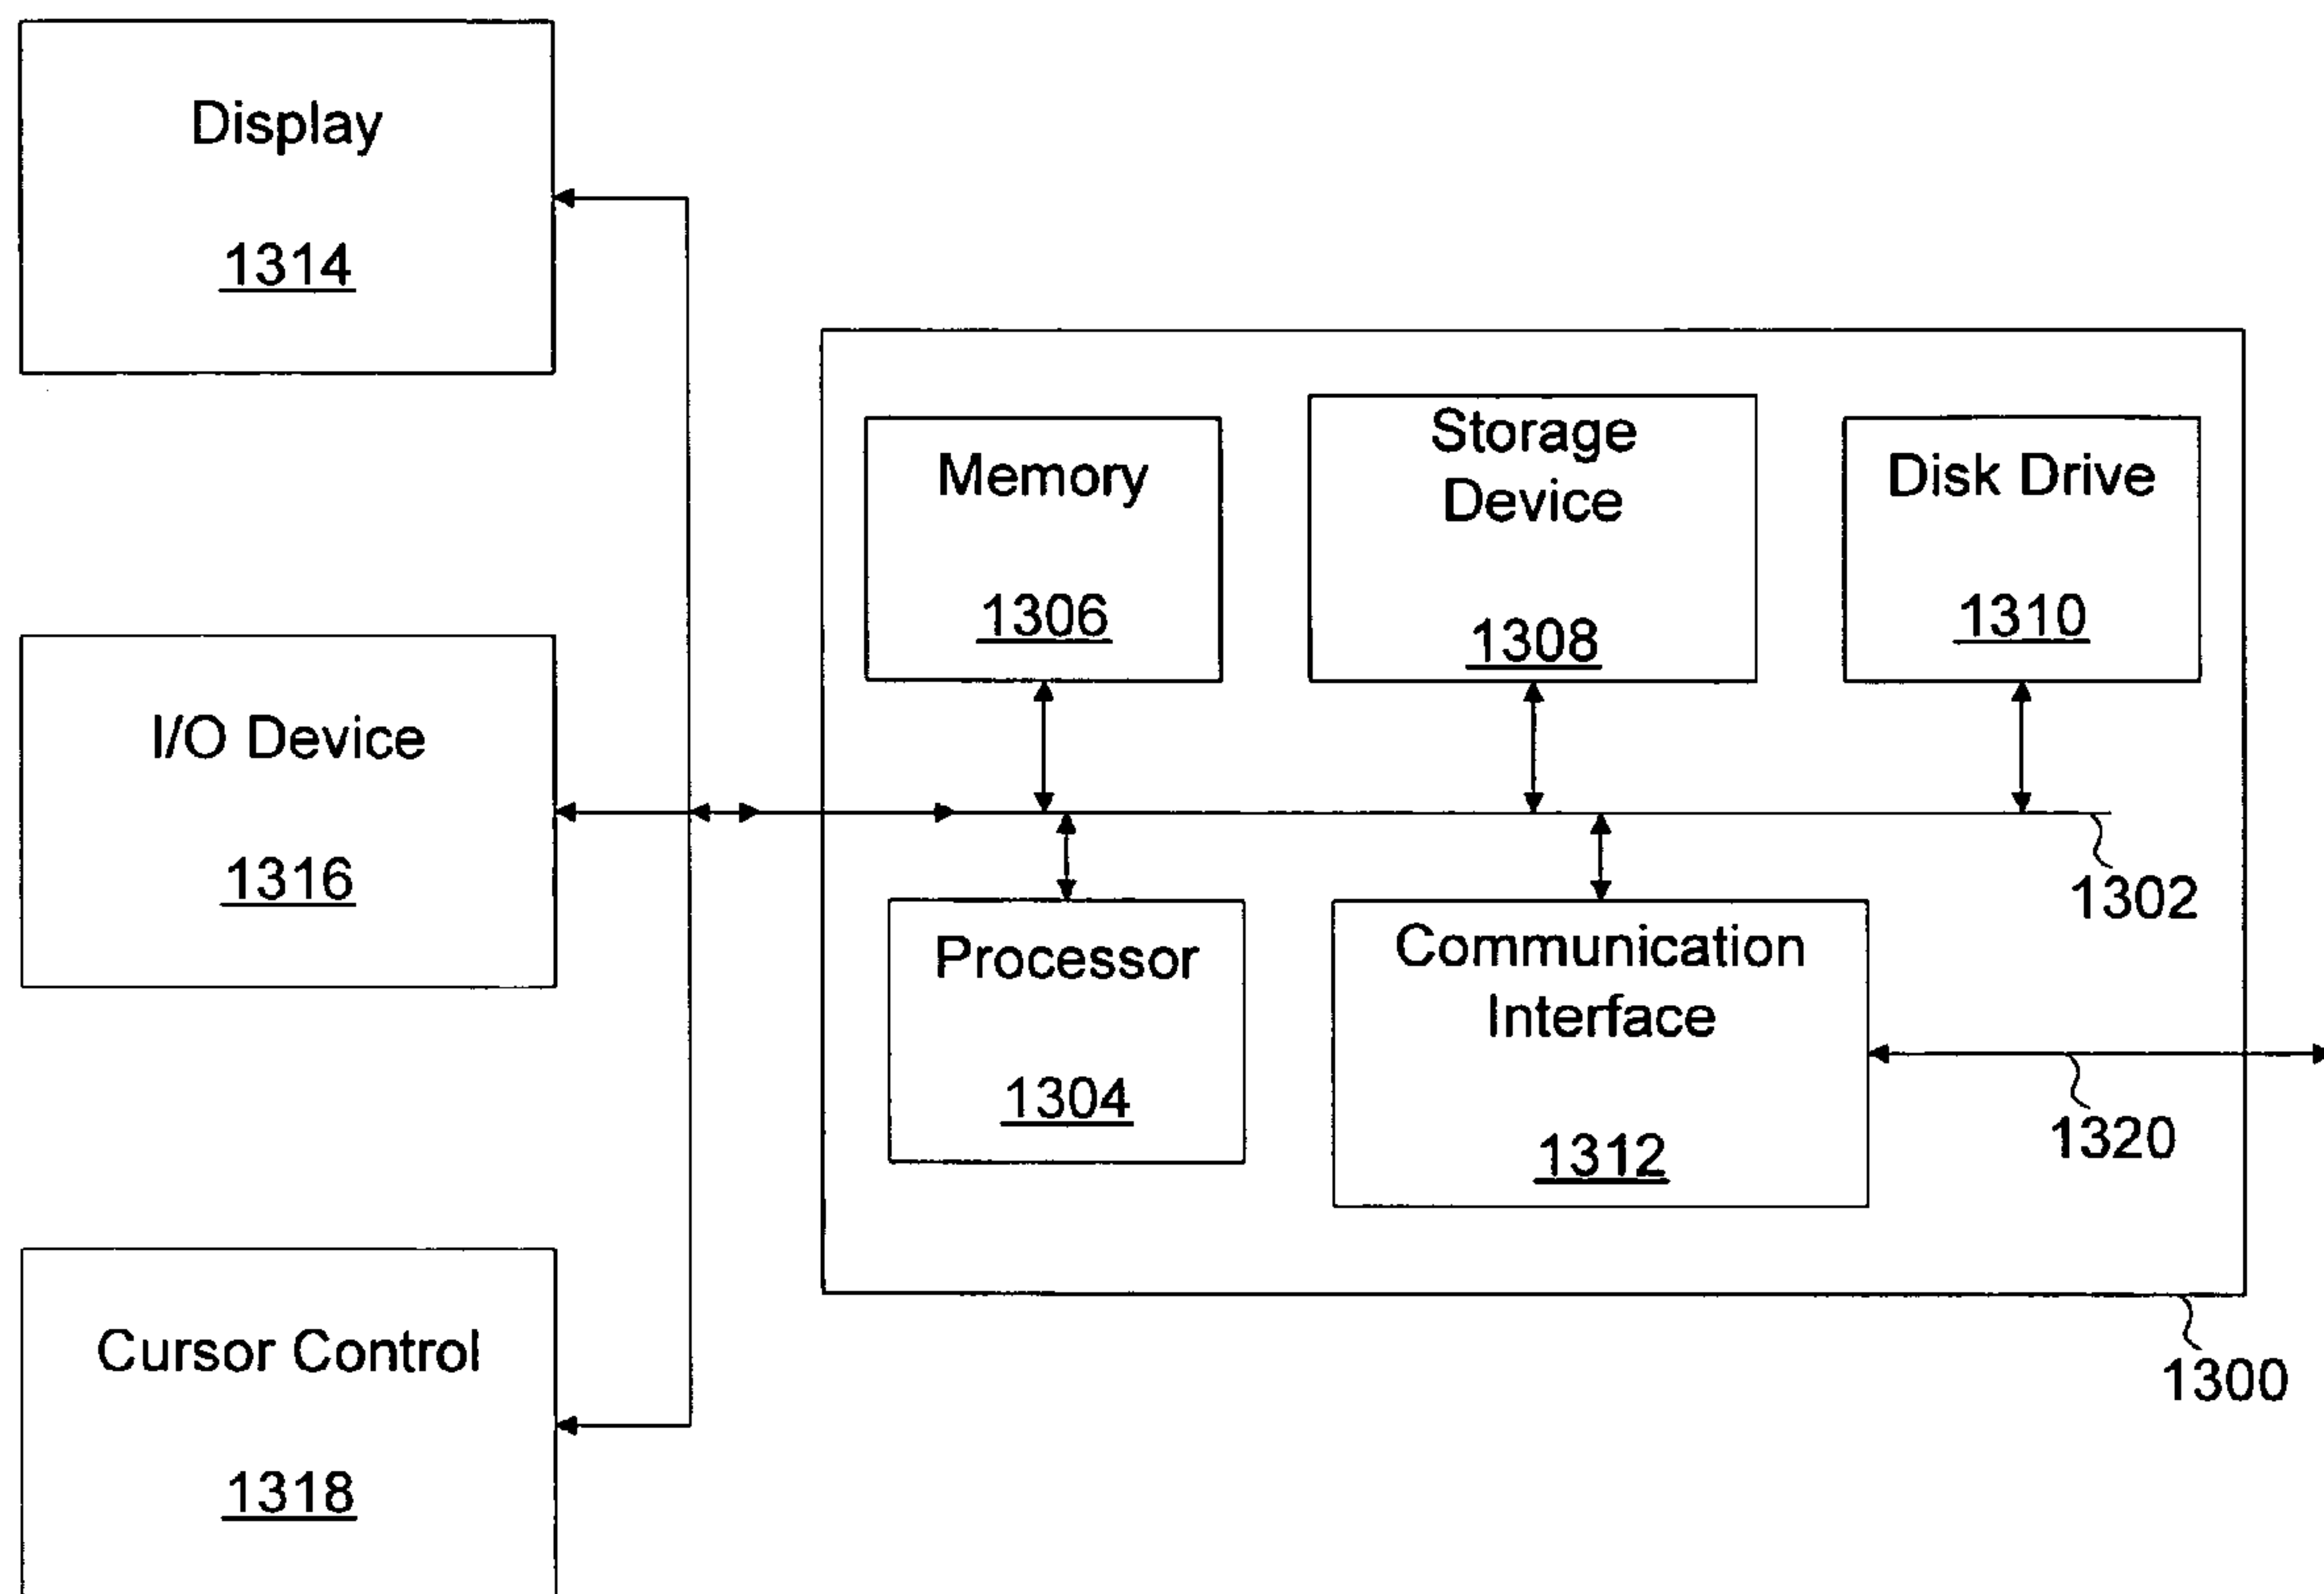 Display
1314
I/O Device
1316
Cursor Control
1318
Memory
1306
Storage
Device
1308
Disk Drive
1310
1302
Processor
1304
Communication
Interface
1312
1320
1300